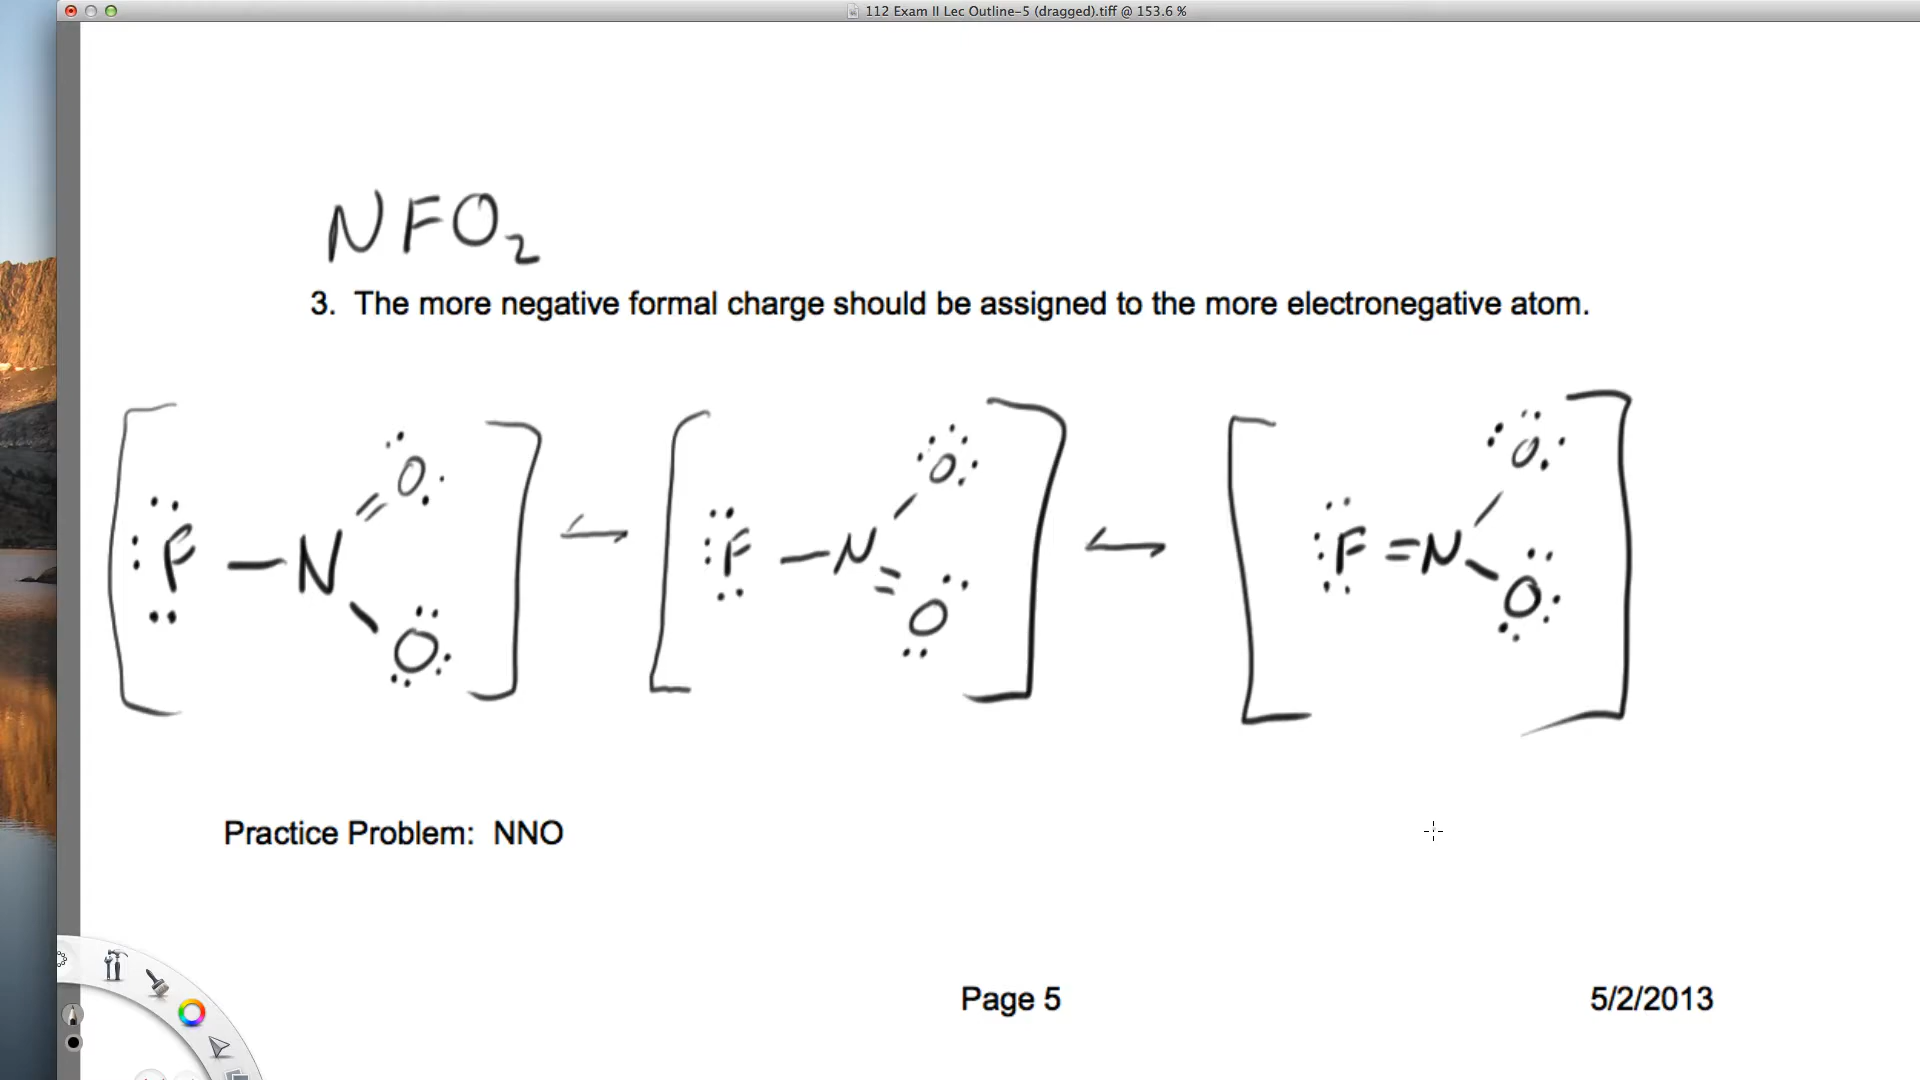 112 Exam II Lec Outline-5 (dragged).tiff @ 153.6 %
NFO₂
3. The more negative formal charge should be assigned to the more electronegative atom.
[F — N = O O] ↔ [F — N O = O] ↔ [F = N O O]
Practice Problem: NNO
Page 5 5/2/2013